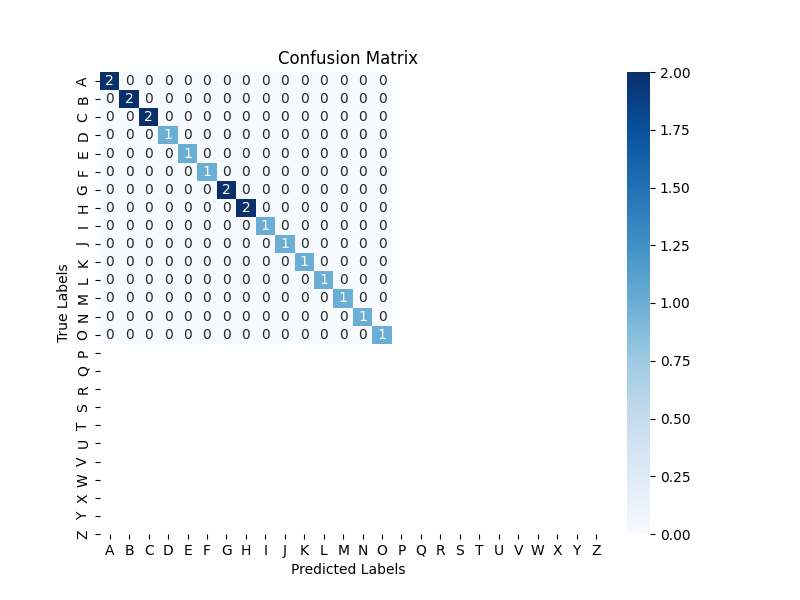 Confusion Matrix
A 2 0 0 0 0 0 0 0 0 0 0 0 0 0 0
B 0 2 0 0 0 0 0 0 0 0 0 0 0 0 0
C 0 0 2 0 0 0 0 0 0 0 0 0 0 0 0
D 0 0 0 1 0 0 0 0 0 0 0 0 0 0 0
E 0 0 0 0 1 0 0 0 0 0 0 0 0 0 0
F 0 0 0 0 0 1 0 0 0 0 0 0 0 0 0
G 0 0 0 0 0 0 2 0 0 0 0 0 0 0 0
H 0 0 0 0 0 0 0 2 0 0 0 0 0 0 0
I 0 0 0 0 0 0 0 0 1 0 0 0 0 0 0
J 0 0 0 0 0 0 0 0 0 1 0 0 0 0 0
K 0 0 0 0 0 0 0 0 0 0 1 0 0 0 0
L 0 0 0 0 0 0 0 0 0 0 0 1 0 0 0
M 0 0 0 0 0 0 0 0 0 0 0 0 1 0 0
N 0 0 0 0 0 0 0 0 0 0 0 0 0 1 0
O 0 0 0 0 0 0 0 0 0 0 0 0 0 0 1
P
Q
R
S
T
U
V
W
X
Y
Z
True Labels
A B C D E F G H I J K L M N O P Q R S T U V W X Y Z
Predicted Labels
2.00
1.75
1.50
1.25
1.00
0.75
0.50
0.25
0.00